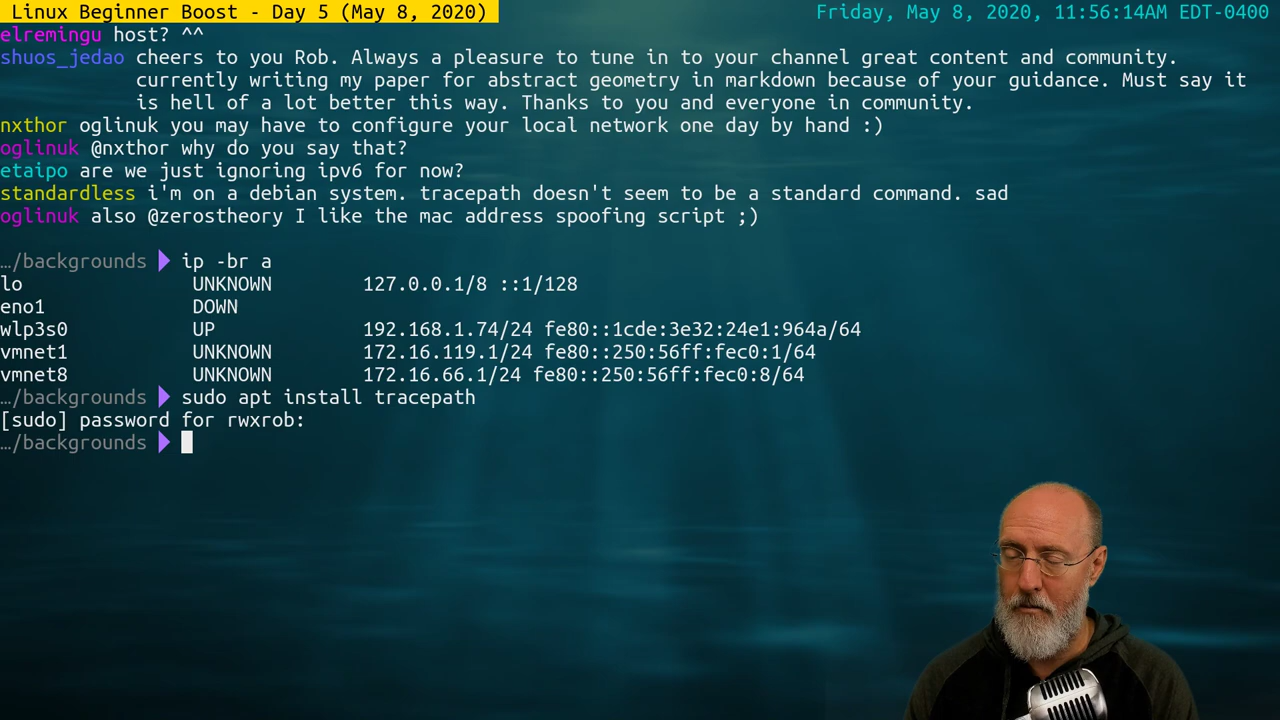 Linux Beginner Boost - Day 5 (May 8, 2020)
Friday, May 8, 2020, 11:56:14AM EDT-0400
elremingu host? ^^
shuos_jedao cheers to you Rob. Always a pleasure to tune in to your channel great content and community.
currently writing my paper for abstract geometry in markdown because of your guidance. Must say it
is hell of a lot better this way. Thanks to you and everyone in community.
nxthor oglinuk you may have to configure your local network one day by hand :)
oglinuk @nxthor why do you say that?
etaipo are we just ignoring ipv6 for now?
standardless i'm on a debian system. tracepath doesn't seem to be a standard command. sad
oglinuk also @zerostheory I like the mac address spoofing script ;)
…/backgrounds ip -br a
lo UNKNOWN 127.0.0.1/8 ::1/128
eno1 DOWN
wlp3s0 UP 192.168.1.74/24 fe80::1cde:3e32:24e1:964a/64
vmnet1 UNKNOWN 172.16.119.1/24 fe80::250:56ff:fec0:1/64
vmnet8 UNKNOWN 172.16.66.1/24 fe80::250:56ff:fec0:8/64
…/backgrounds sudo apt install tracepath
[sudo] password for rwxrob:
…/backgrounds